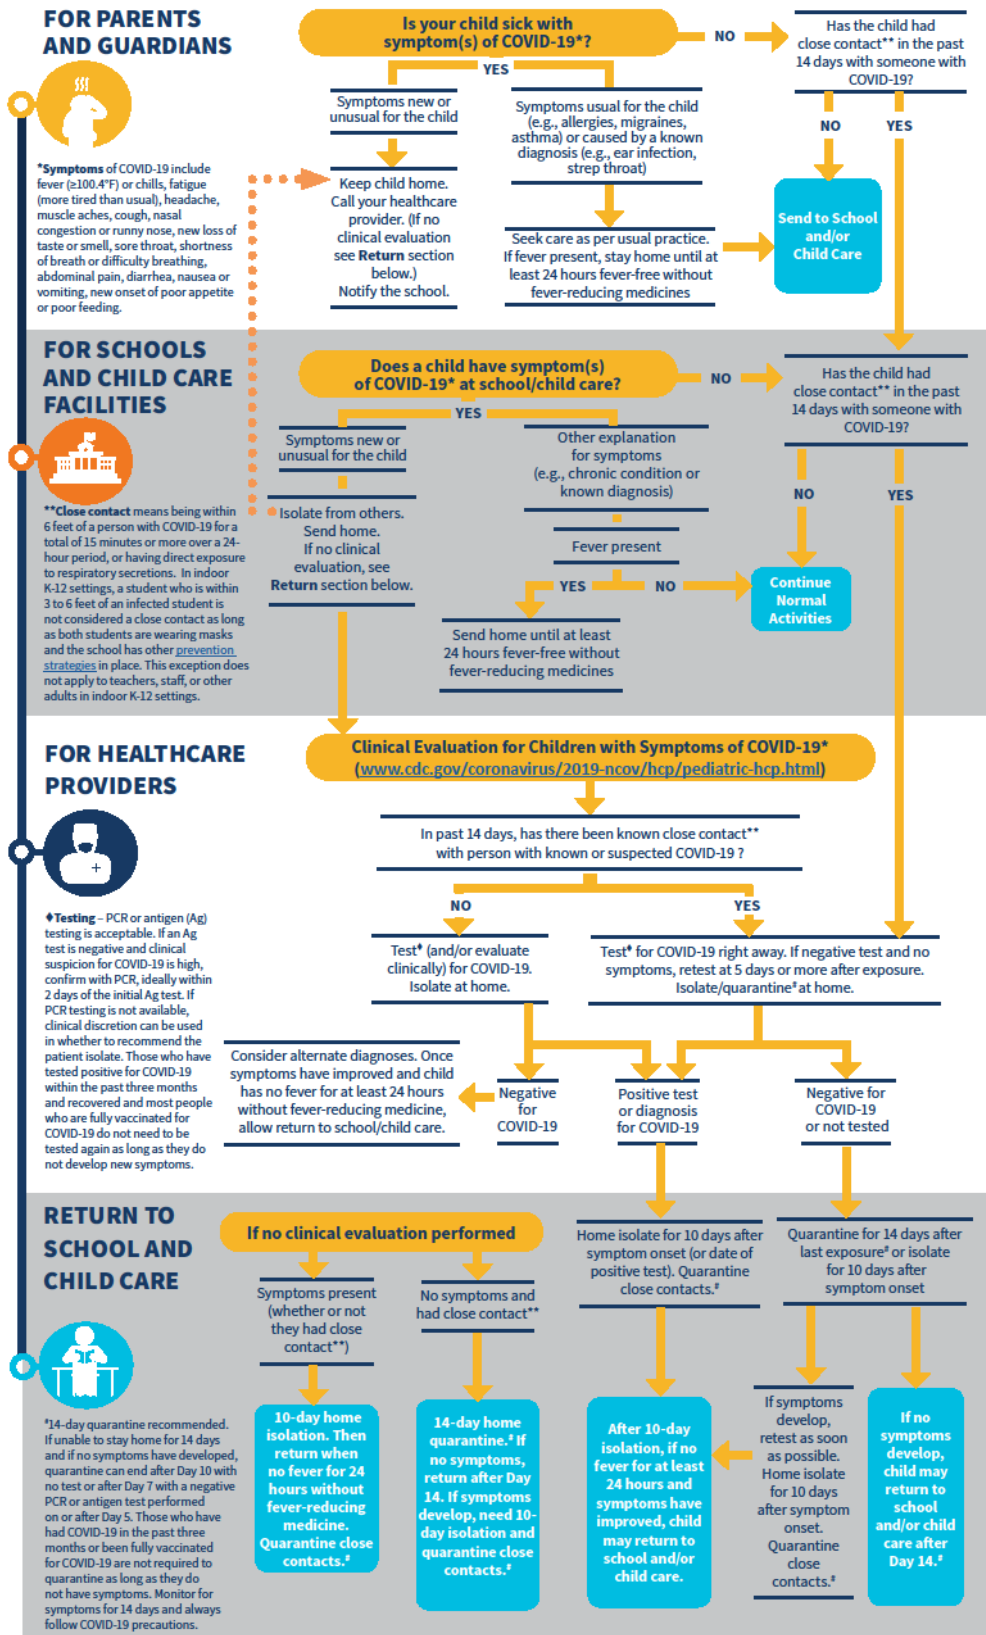 FOR PARENTS
AND GUARDIANS
*Symptoms of COVID-19 include
fever (≥100.4°F) or chills, fatigue
(more tired than usual), headache,
muscle aches, cough, nasal
congestion or runny nose, new loss of
taste or smell, sore throat, shortness
of breath or difficulty breathing,
abdominal pain, diarrhea, nausea or
vomiting, new onset of poor appetite
or poor feeding.
Is your child sick with
symptom(s) of COVID-19*?
NO
Has the child had
close contact** in the past
14 days with someone with
COVID-19?
YES
Symptoms new or
unusual for the child
Symptoms usual for the child
(e.g., allergies, migraines,
asthma) or caused by a known
diagnosis (e.g., ear infection,
strep throat)
NO
YES
Keep child home.
Call your healthcare
provider. (If no
clinical evaluation
see Return section
below.)
Notify the school.
Seek care as per usual practice.
If fever present, stay home until at
least 24 hours fever-free without
fever-reducing medicines
Send to School
and/or
Child Care
FOR SCHOOLS
AND CHILD CARE
FACILITIES
**Close contact means being within
6 feet of a person with COVID-19 for a
total of 15 minutes or more over a 24-
hour period, or having direct exposure
to respiratory secretions. In indoor
K-12 settings, a student who is within
3 to 6 feet of an infected student is
not considered a close contact as long
as both students are wearing masks
and the school has other prevention
strategies in place. This exception does
not apply to teachers, staff, or other
adults in indoor K-12 settings.
Does a child have symptom(s)
of COVID-19* at school/child care?
NO
Has the child had
close contact** in the past
14 days with someone with
COVID-19?
YES
Symptoms new or
unusual for the child
Other explanation
for symptoms
(e.g., chronic condition or
known diagnosis)
NO
YES
Isolate from others.
Send home.
If no clinical
evaluation, see
Return section below.
Fever present
YES
NO
Continue
Normal
Activities
Send home until at least
24 hours fever-free without
fever-reducing medicines
FOR HEALTHCARE
PROVIDERS
♦Testing – PCR or antigen (Ag)
testing is acceptable. If an Ag
test is negative and clinical
suspicion for COVID-19 is high,
confirm with PCR, ideally within
2 days of the initial Ag test. If
PCR testing is not available,
clinical discretion can be used
in whether to recommend the
patient isolate. Those who have
tested positive for COVID-19
within the past three months
and recovered and most people
who are fully vaccinated for
COVID-19 do not need to be
tested again as long as they do
not develop new symptoms.
Clinical Evaluation for Children with Symptoms of COVID-19*
(www.cdc.gov/coronavirus/2019-ncov/hcp/pediatric-hcp.html)
In past 14 days, has there been known close contact**
with person with known or suspected COVID-19 ?
NO
YES
Test♦ (and/or evaluate
clinically) for COVID-19.
Isolate at home.
Test♦ for COVID-19 right away. If negative test and no
symptoms, retest at 5 days or more after exposure.
Isolate/quarantine# at home.
Consider alternate diagnoses. Once
symptoms have improved and child
has no fever for at least 24 hours
without fever-reducing medicine,
allow return to school/child care.
Negative
for
COVID-19
Positive test
or diagnosis
for COVID-19
Negative for
COVID-19
or not tested
RETURN TO
SCHOOL AND
CHILD CARE
#14-day quarantine recommended.
If unable to stay home for 14 days
and if no symptoms have developed,
quarantine can end after Day 10 with
no test or after Day 7 with a negative
PCR or antigen test performed
on or after Day 5. Those who have
had COVID-19 in the past three
months or been fully vaccinated
for COVID-19 are not required to
quarantine as long as they do
not have symptoms. Monitor for
symptoms for 14 days and always
follow COVID-19 precautions.
If no clinical evaluation performed
Symptoms present
(whether or not
they had close
contact**)
No symptoms and
had close contact**
Home isolate for 10 days after
symptom onset (or date of
positive test). Quarantine
close contacts.#
Quarantine for 14 days after
last exposure# or isolate
for 10 days after
symptom onset
10-day home
isolation. Then
return when
no fever for 24
hours without
fever-reducing
medicine.
Quarantine close
contacts.#
14-day home
quarantine.# If
no symptoms,
return after Day
14. If symptoms
develop, need 10-
day isolation and
quarantine close
contacts.#
After 10-day
isolation, if no
fever for at least
24 hours and
symptoms have
improved, child
may return to
school and/or
child care.
If symptoms
develop,
retest as soon
as possible.
Home isolate
for 10 days
after symptom
onset.
Quarantine
close
contacts.#
If no
symptoms
develop,
child may
return to
school
and/or child
care after
Day 14.#